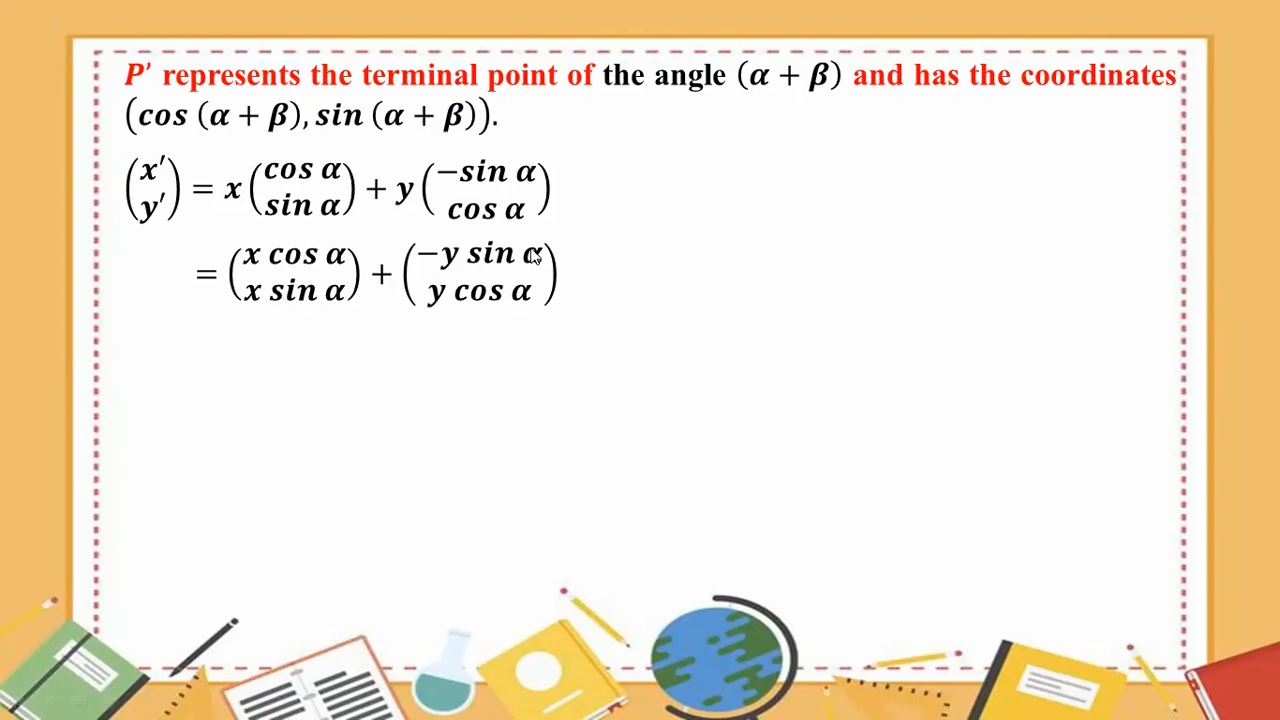 P' represents the terminal point of the angle (α + β) and has the coordinates
(cos (α + β), sin (α + β)).
(x′ y′) = x (cos α sin α) + y (−sin α cos α)
= (x cos α x sin α) + (−y sin α y cos α)